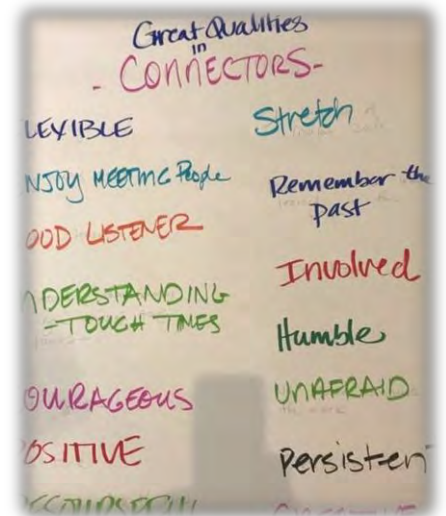 Great Qualities
in
- CONNECTORS-
LEXIBLE
NJOY MEETING People
OOD LISTENER
NDERSTANDING
-TOUGH TIMES
OURAGEOUS
OSITIVE
Stretch
Remember the
past
Involved
Humble
UNAFRAID
Persisten